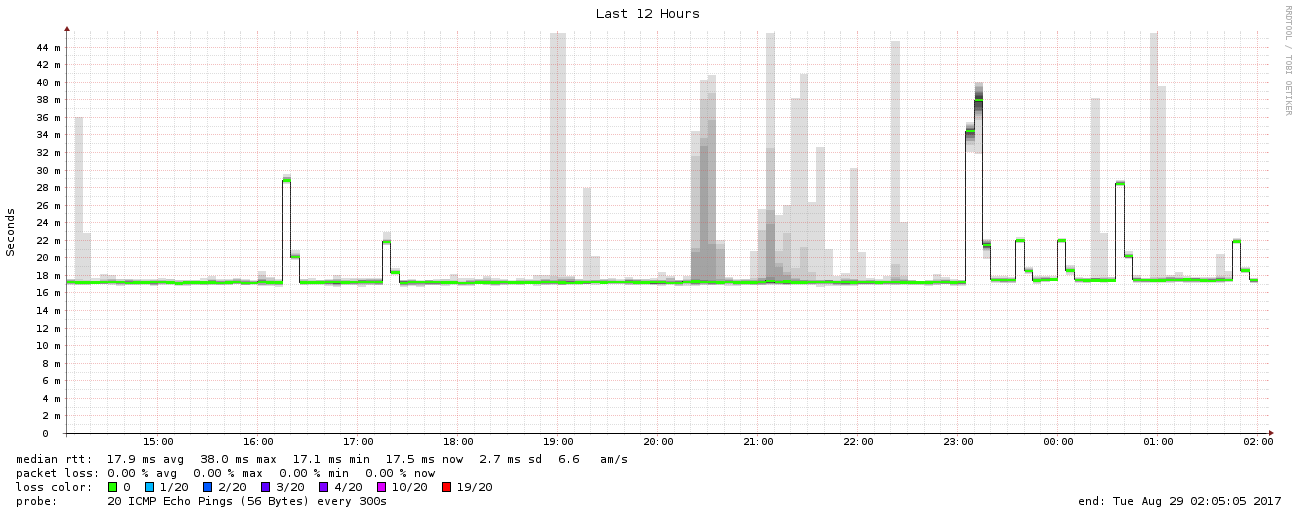 Last 12 Hours
RRDTOOL / TOBI OETIKER
Seconds
44 m
42 m
40 m
38 m
36 m
34 m
32 m
30 m
28 m
26 m
24 m
22 m
20 m
18 m
16 m
14 m
12 m
10 m
8 m
6 m
4 m
2 m
0
15:00 16:00 17:00 18:00 19:00 20:00 21:00 22:00 23:00 00:00 01:00 02:00
median rtt: 17.9 ms avg 38.0 ms max 17.1 ms min 17.5 ms now 2.7 ms sd 6.6 am/s
packet loss: 0.00 % avg 0.00 % max 0.00 % min 0.00 % now
loss color: 0 1/20 2/20 3/20 4/20 10/20 19/20
probe: 20 ICMP Echo Pings (56 Bytes) every 300s end: Tue Aug 29 02:05:05 2017